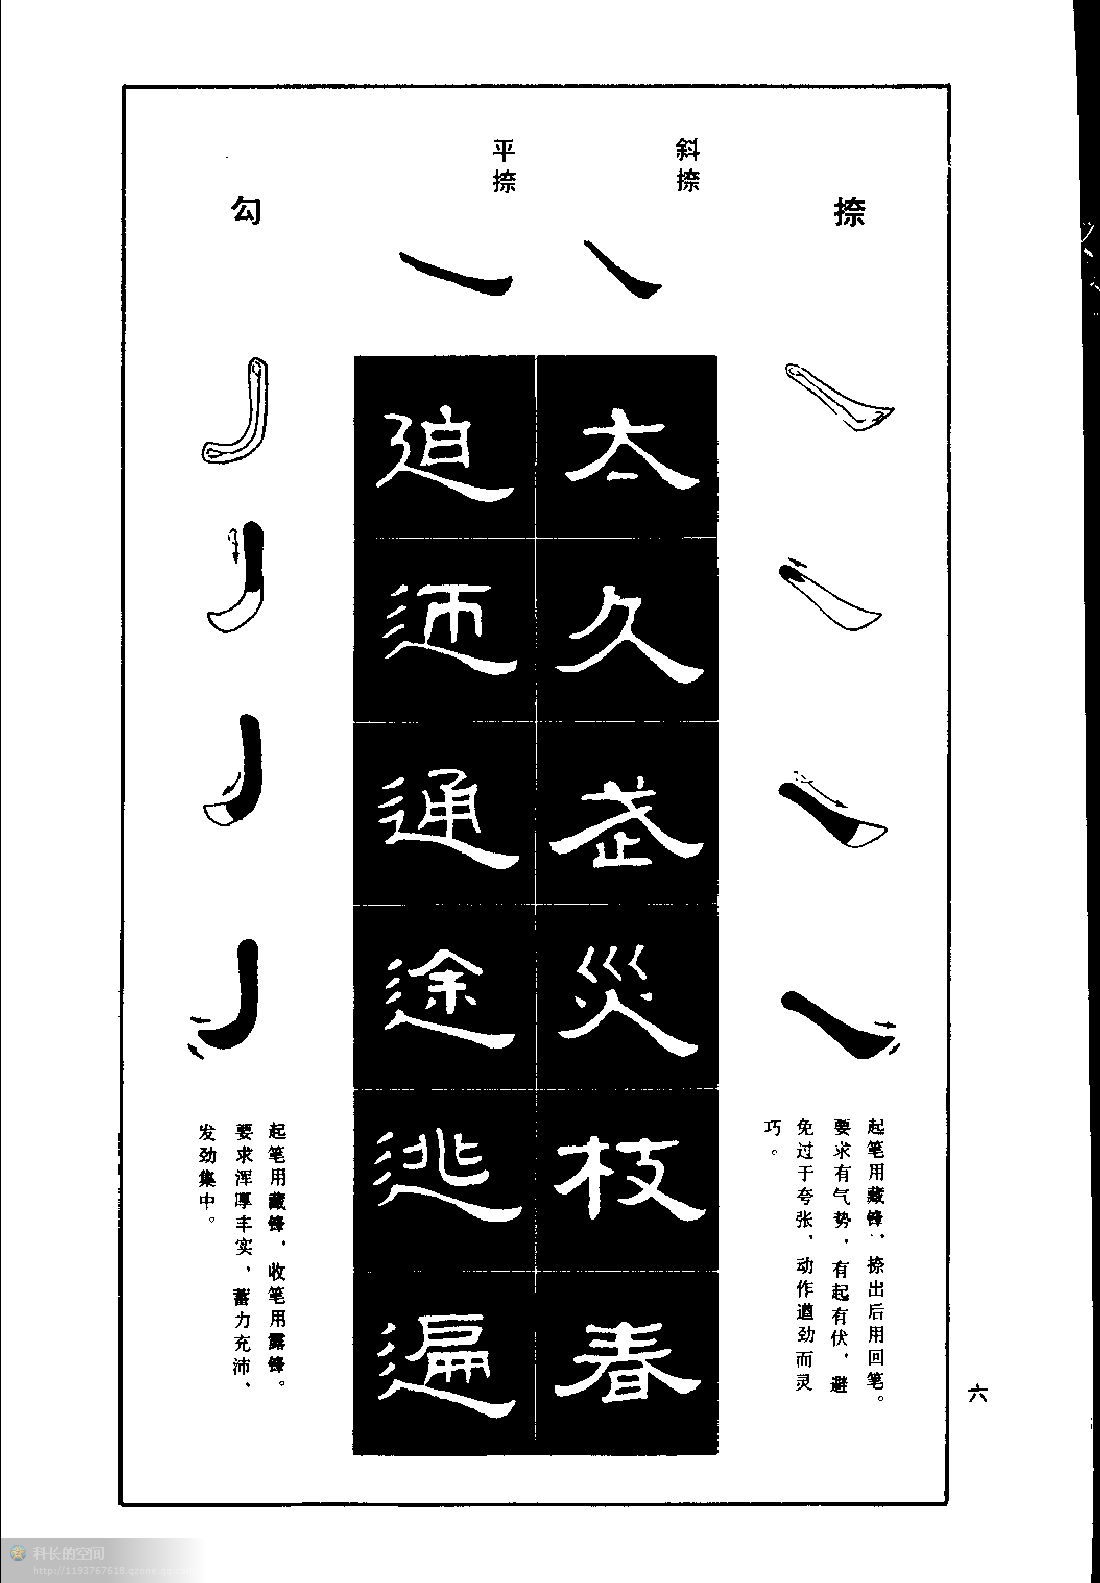 捺
起笔用藏锋，捺出后用回笔。
要求有气势，有起有伏，避
免过于夸张，动作遒劲而灵
巧。
斜捺
太久武災枝春
平捺
迫逓通途逃遍
勾
起笔用藏锋，收笔用露锋。
要求浑厚丰实，蓄力充沛、
发劲集中。
六
科长的空间
http://1193767618.qzone.qq.com